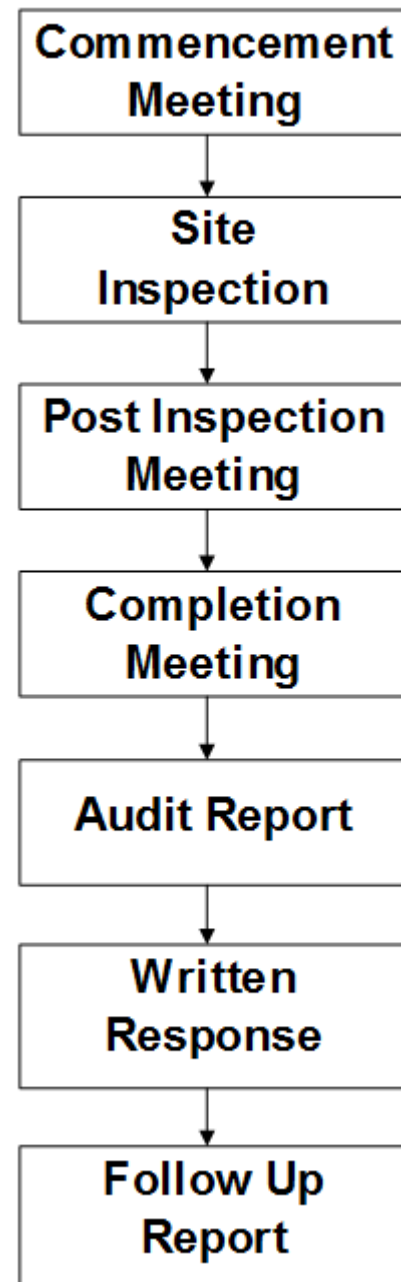 Commencement
Meeting
Site
Inspection
Post Inspection
Meeting
Completion
Meeting
Audit Report
Written
Response
Follow Up
Report